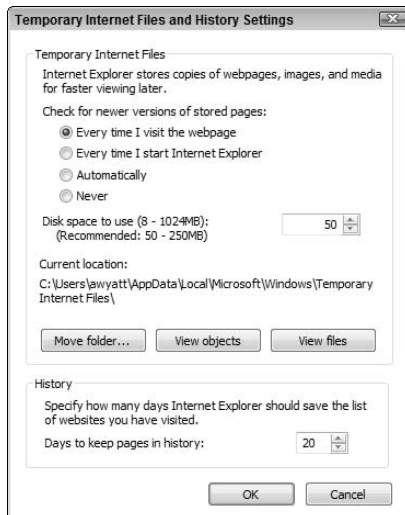 Temporary Internet Files and History Settings
Temporary Internet Files
Internet Explorer stores copies of webpages, images, and media
for faster viewing later.
Check for newer versions of stored pages:
Every time I visit the webpage
Every time I start Internet Explorer
Automatically
Never
Disk space to use (8 - 1024MB):
50
(Recommended: 50 - 250MB)
Current location:
C:\Users\awyatt\AppData\Local\Microsoft\Windows\Temporary
Internet Files\
Move folder...
View objects
View files
History
Specify how many days Internet Explorer should save the list
of websites you have visited.
Days to keep pages in history:
20
OK
Cancel